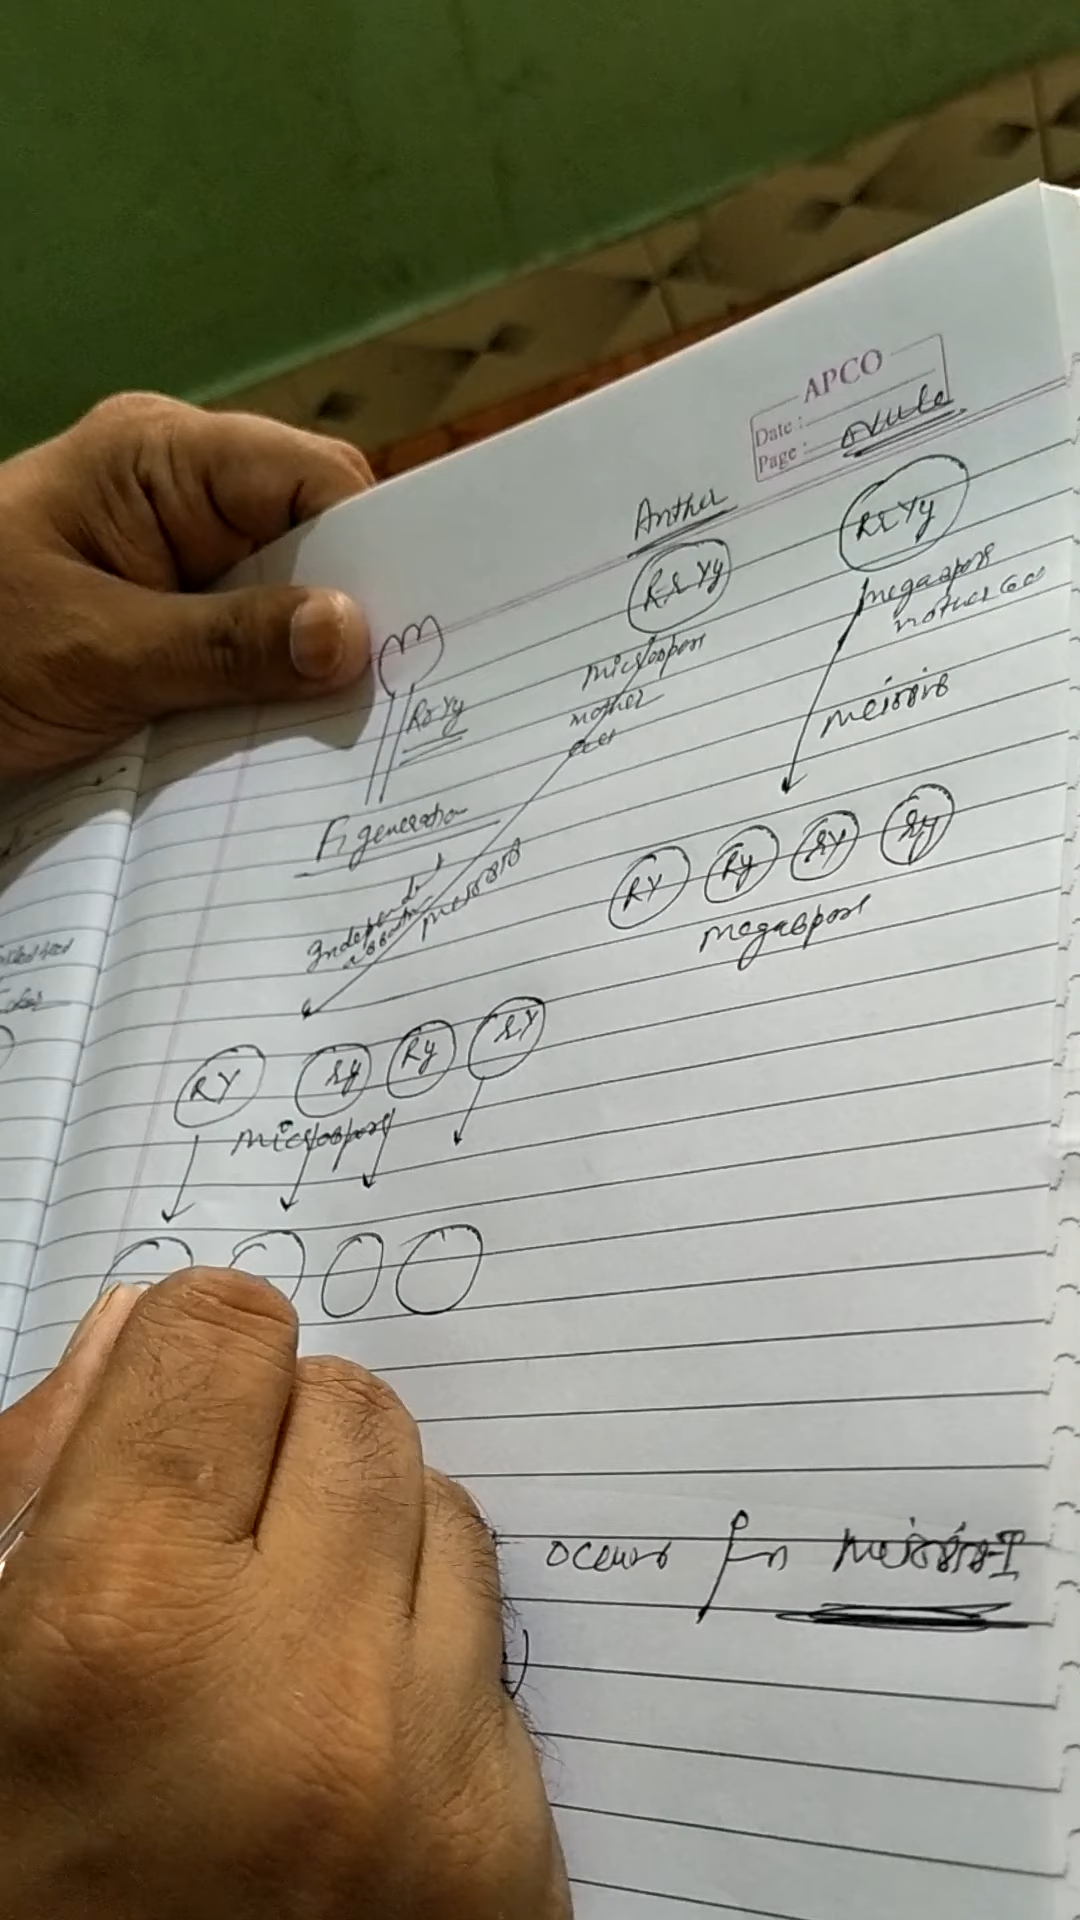 APCO
Date :
Page :
Ovule
Anther
RrYy
RrYy
Megaspore
mother cell
Microspore
mother
cell
RrYy
Meiosis
F1 generation
Meiosis
RY Ry rY ry
Megaspore
RY ry Ry rY
Microspore
occurs in Meiosis-I